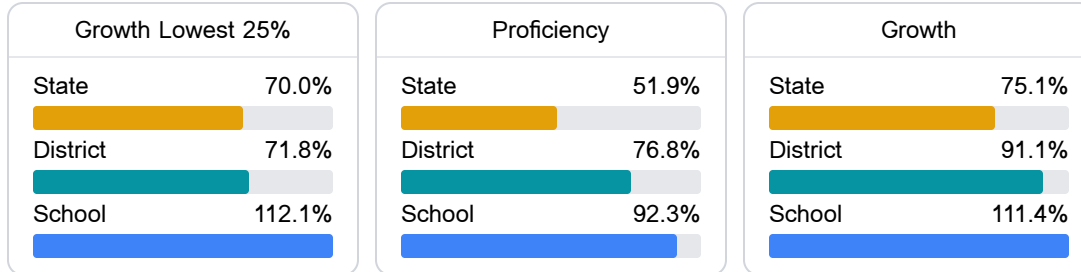 Growth Lowest 25%
State 70.0%
District 71.8%
School 112.1%
Proficiency
State 51.9%
District 76.8%
School 92.3%
Growth
State 75.1%
District 91.1%
School 111.4%